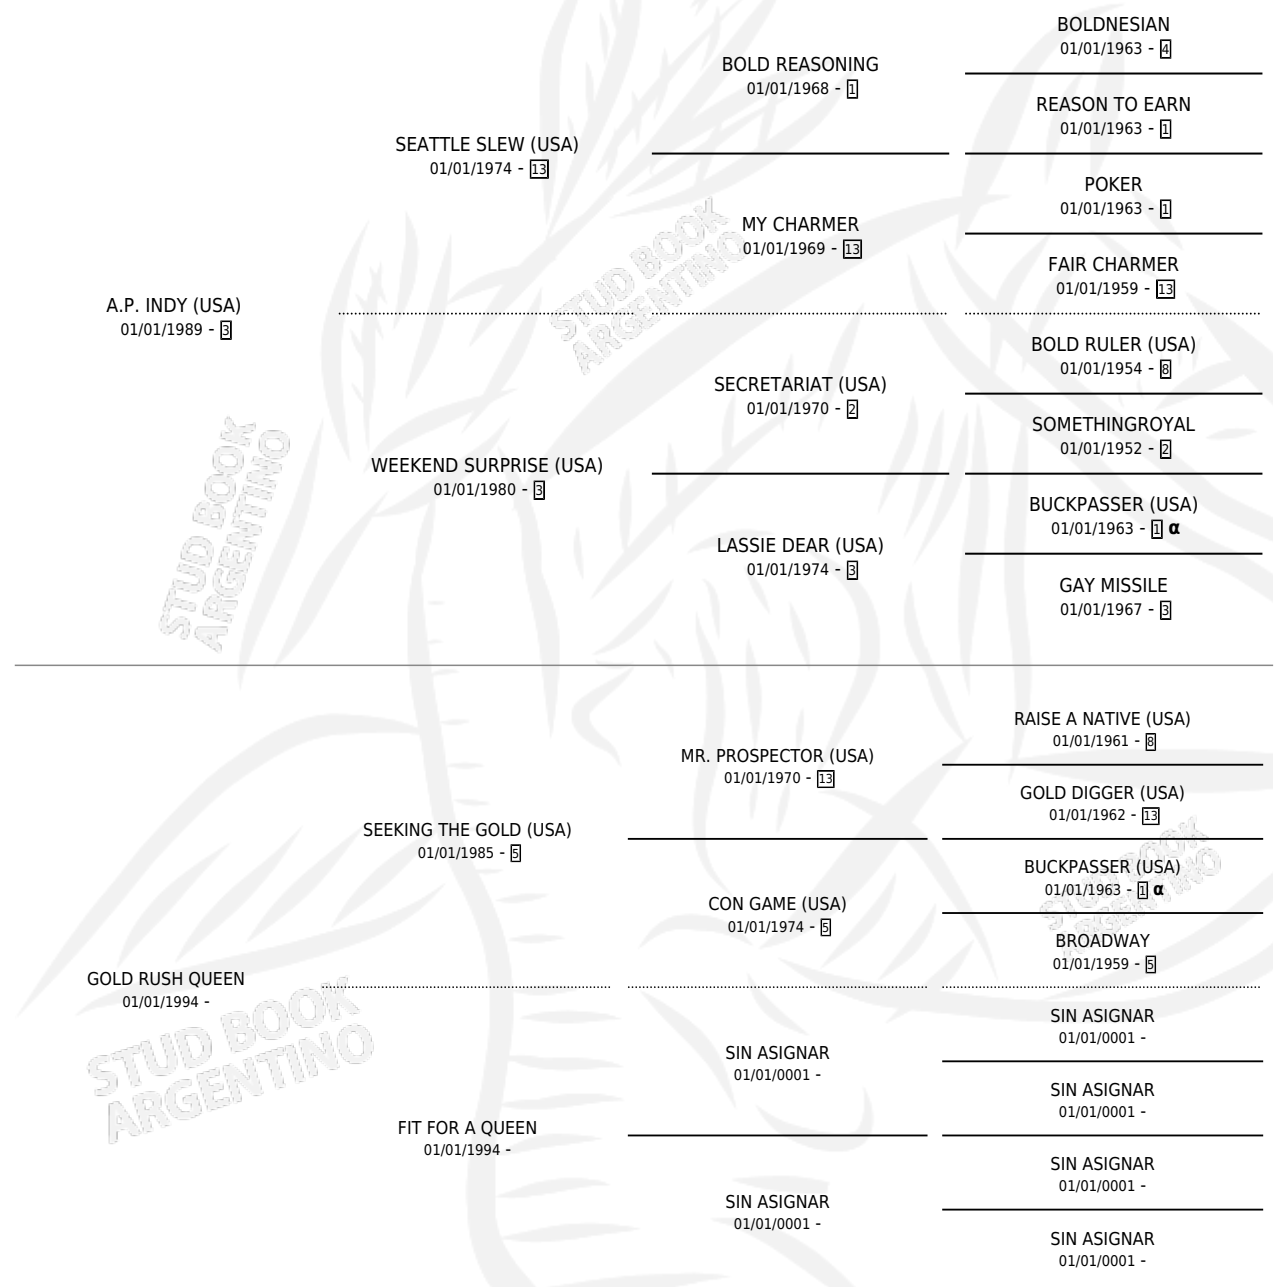 BOLDNESIAN
01/01/1963 - 4
BOLD REASONING
01/01/1968 - 1
REASON TO EARN
01/01/1963 - 1
SEATTLE SLEW (USA)
01/01/1974 - 13
POKER
01/01/1963 - 1
MY CHARMER
01/01/1969 - 13
FAIR CHARMER
01/01/1959 - 13
A.P. INDY (USA)
01/01/1989 - 3
BOLD RULER (USA)
01/01/1954 - 8
SECRETARIAT (USA)
01/01/1970 - 2
SOMETHINGROYAL
01/01/1952 - 2
WEEKEND SURPRISE (USA)
01/01/1980 - 3
BUCKPASSER (USA)
01/01/1963 - 1 α
LASSIE DEAR (USA)
01/01/1974 - 3
GAY MISSILE
01/01/1967 - 3
RAISE A NATIVE (USA)
01/01/1961 - 8
MR. PROSPECTOR (USA)
01/01/1970 - 13
GOLD DIGGER (USA)
01/01/1962 - 13
SEEKING THE GOLD (USA)
01/01/1985 - 5
BUCKPASSER (USA)
01/01/1963 - 1 α
CON GAME (USA)
01/01/1974 - 5
BROADWAY
01/01/1959 - 5
GOLD RUSH QUEEN
01/01/1994 -
SIN ASIGNAR
01/01/0001 -
SIN ASIGNAR
01/01/0001 -
SIN ASIGNAR
01/01/0001 -
FIT FOR A QUEEN
01/01/1994 -
SIN ASIGNAR
01/01/0001 -
SIN ASIGNAR
01/01/0001 -
SIN ASIGNAR
01/01/0001 -
STUD BOOK
ARGENTINO
STUD BOOK
ARGENTINO
STUD BOOK
ARGENTINO
STUD BOOK
ARGENTINO